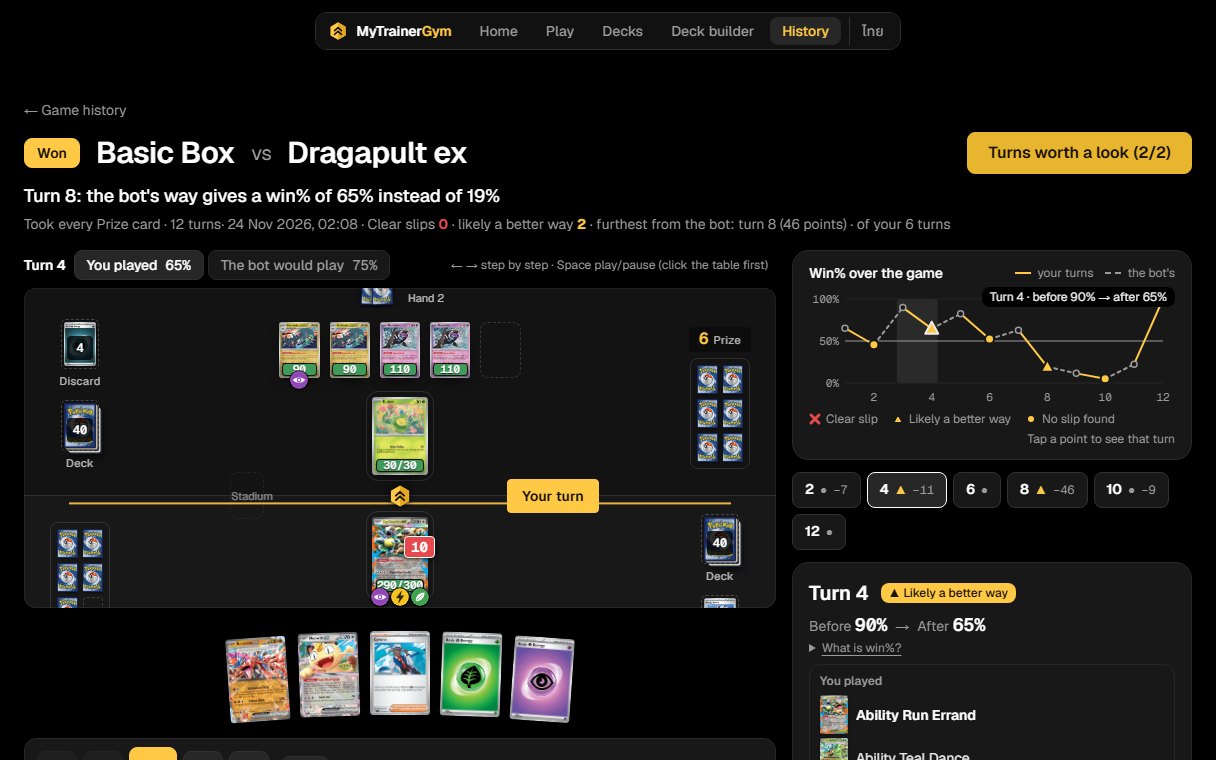 MyTrainerGym Home Play Decks Deck builder History ไทย
← Game history
Won Basic Box VS Dragapult ex Turns worth a look (2/2)
Turn 8: the bot's way gives a win% of 65% instead of 19%
Took every Prize card · 12 turns· 24 Nov 2026, 02:08 · Clear slips 0 · likely a better way 2 · furthest from the bot: turn 8 (46 points) · of your 6 turns
Turn 4 You played 65% The bot would play 75% ← → step by step · Space play/pause (click the table first)
Hand 2
4
Discard
90 90 110 110
6 Prize
40
Deck
30/30
Stadium
Your turn
10
290/300
40
Deck
Win% over the game your turns the bot's
Turn 4 · before 90% → after 65%
100%
50%
0%
2 4 6 8 10 12
Clear slip Likely a better way No slip found
Tap a point to see that turn
2 −7 4 −11 6 8 −46 10 −9
12
Turn 4 Likely a better way
Before 90% → After 65%
What is win%?
You played
Ability Run Errand
Ability Teal Dance